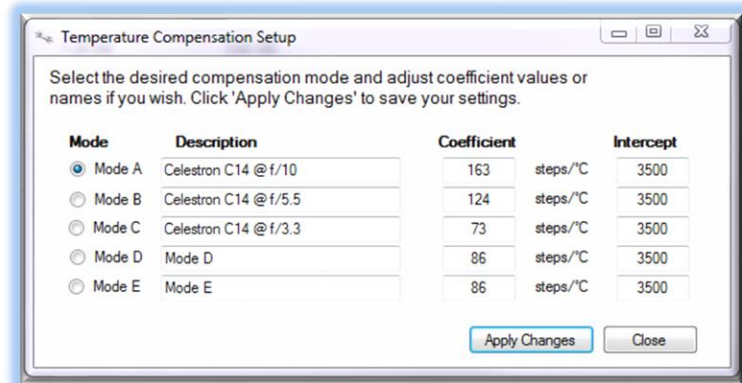 Temperature Compensation Setup
Select the desired compensation mode and adjust coefficient values or
names if you wish. Click 'Apply Changes' to save your settings.
Mode Description Coefficient Intercept
Mode A Celestron C14 @ f/10 163 steps/°C 3500
Mode B Celestron C14 @ f/5.5 124 steps/°C 3500
Mode C Celestron C14 @ f/3.3 73 steps/°C 3500
Mode D Mode D 86 steps/°C 3500
Mode E Mode E 86 steps/°C 3500
Apply Changes Close